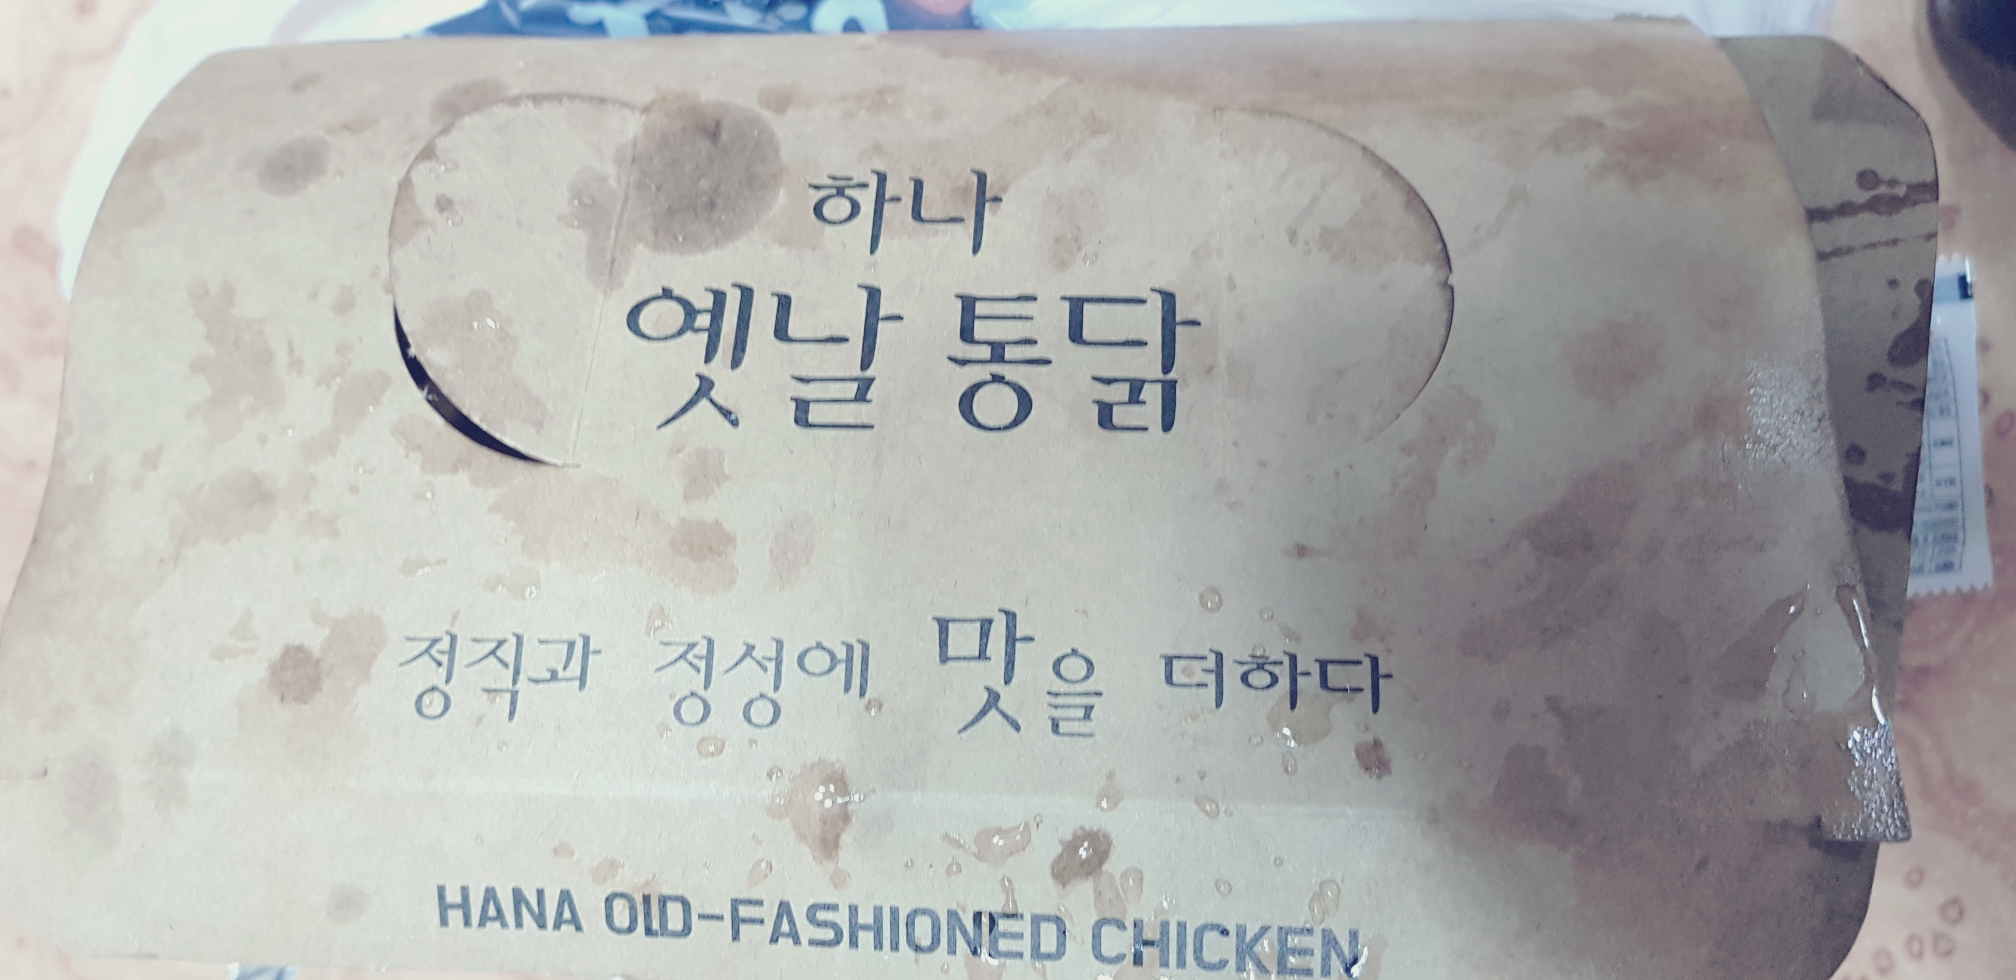 하나
옛날 통닭
정직과 정성에 맛을 더하다
HANA OLD-FASHIONED CHICKEN